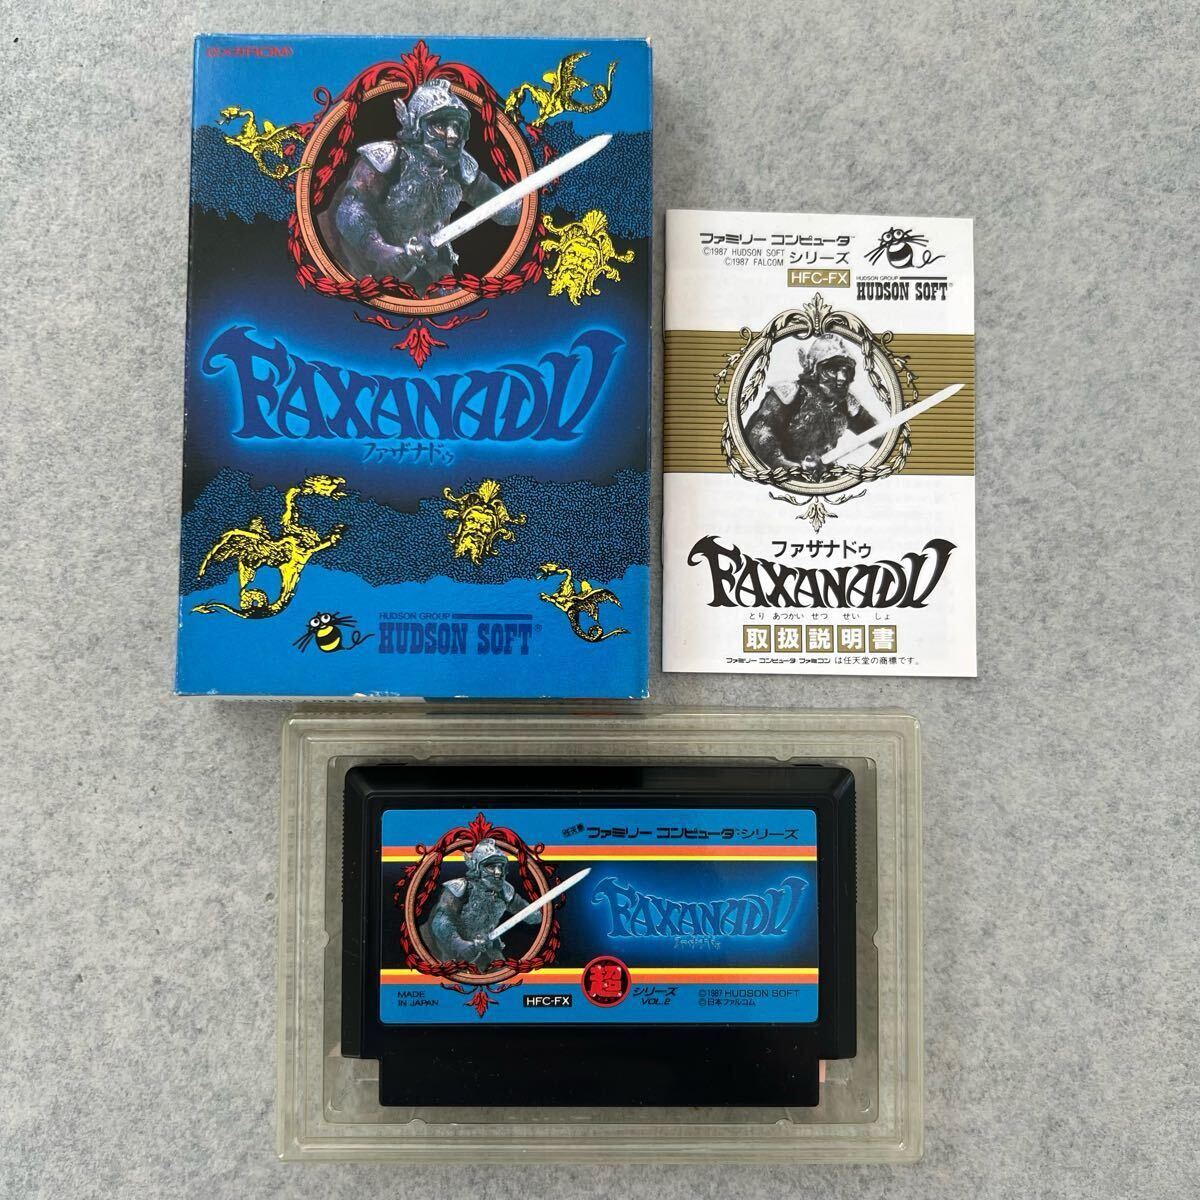 FAXANADU
ファザナドゥ
HUDSON GROUP
HUDSON SOFT®
ファミリー コンピュータ™
シリーズ
©1987 HUDSON SOFT
©1987 FALCOM
HFC-FX
HUDSON GROUP
HUDSON SOFT®
ファザナドゥ
FAXANADU
とり あつかい せつ めい しょ
取扱説明書
ファミリー コンピュータ ファミコン は任天堂の商標です。
ファミリー コンピュータ™シリーズ
FAXANADU
ファザナドゥ
MADE
IN JAPAN
HFC-FX
超
シリーズ
VOL.2
©1987 HUDSON SOFT
©日本ファルコム